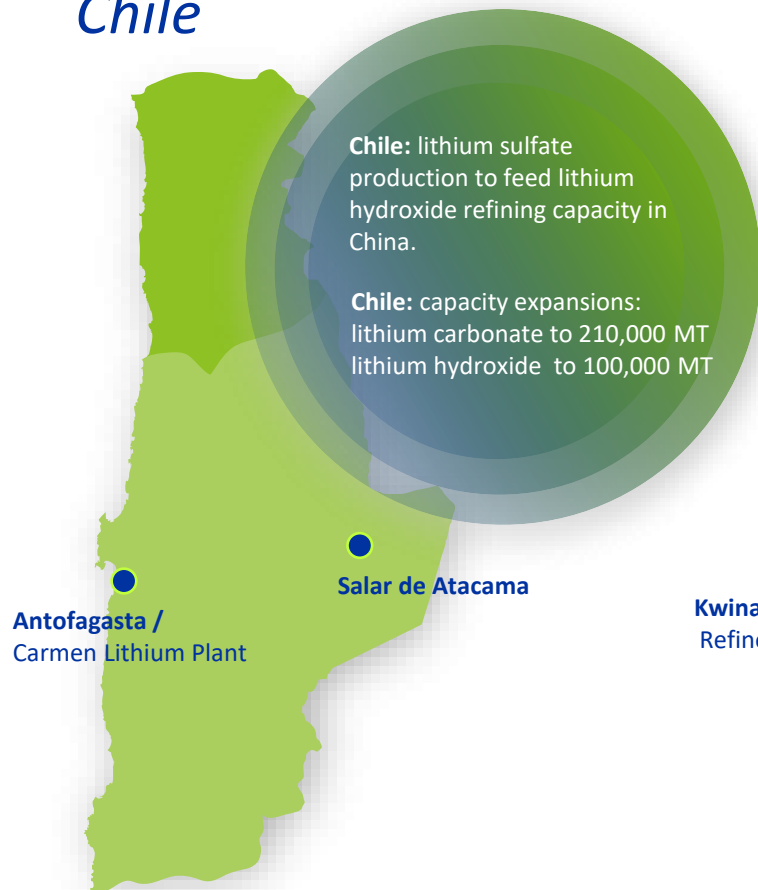 Chile
Chile: lithium sulfate
production to feed lithium
hydroxide refining capacity in
China.
Chile: capacity expansions:
lithium carbonate to 210,000 MT
lithium hydroxide to 100,000 MT
Salar de Atacama
Antofagasta /
Carmen Lithium Plant
Kwina
Refine